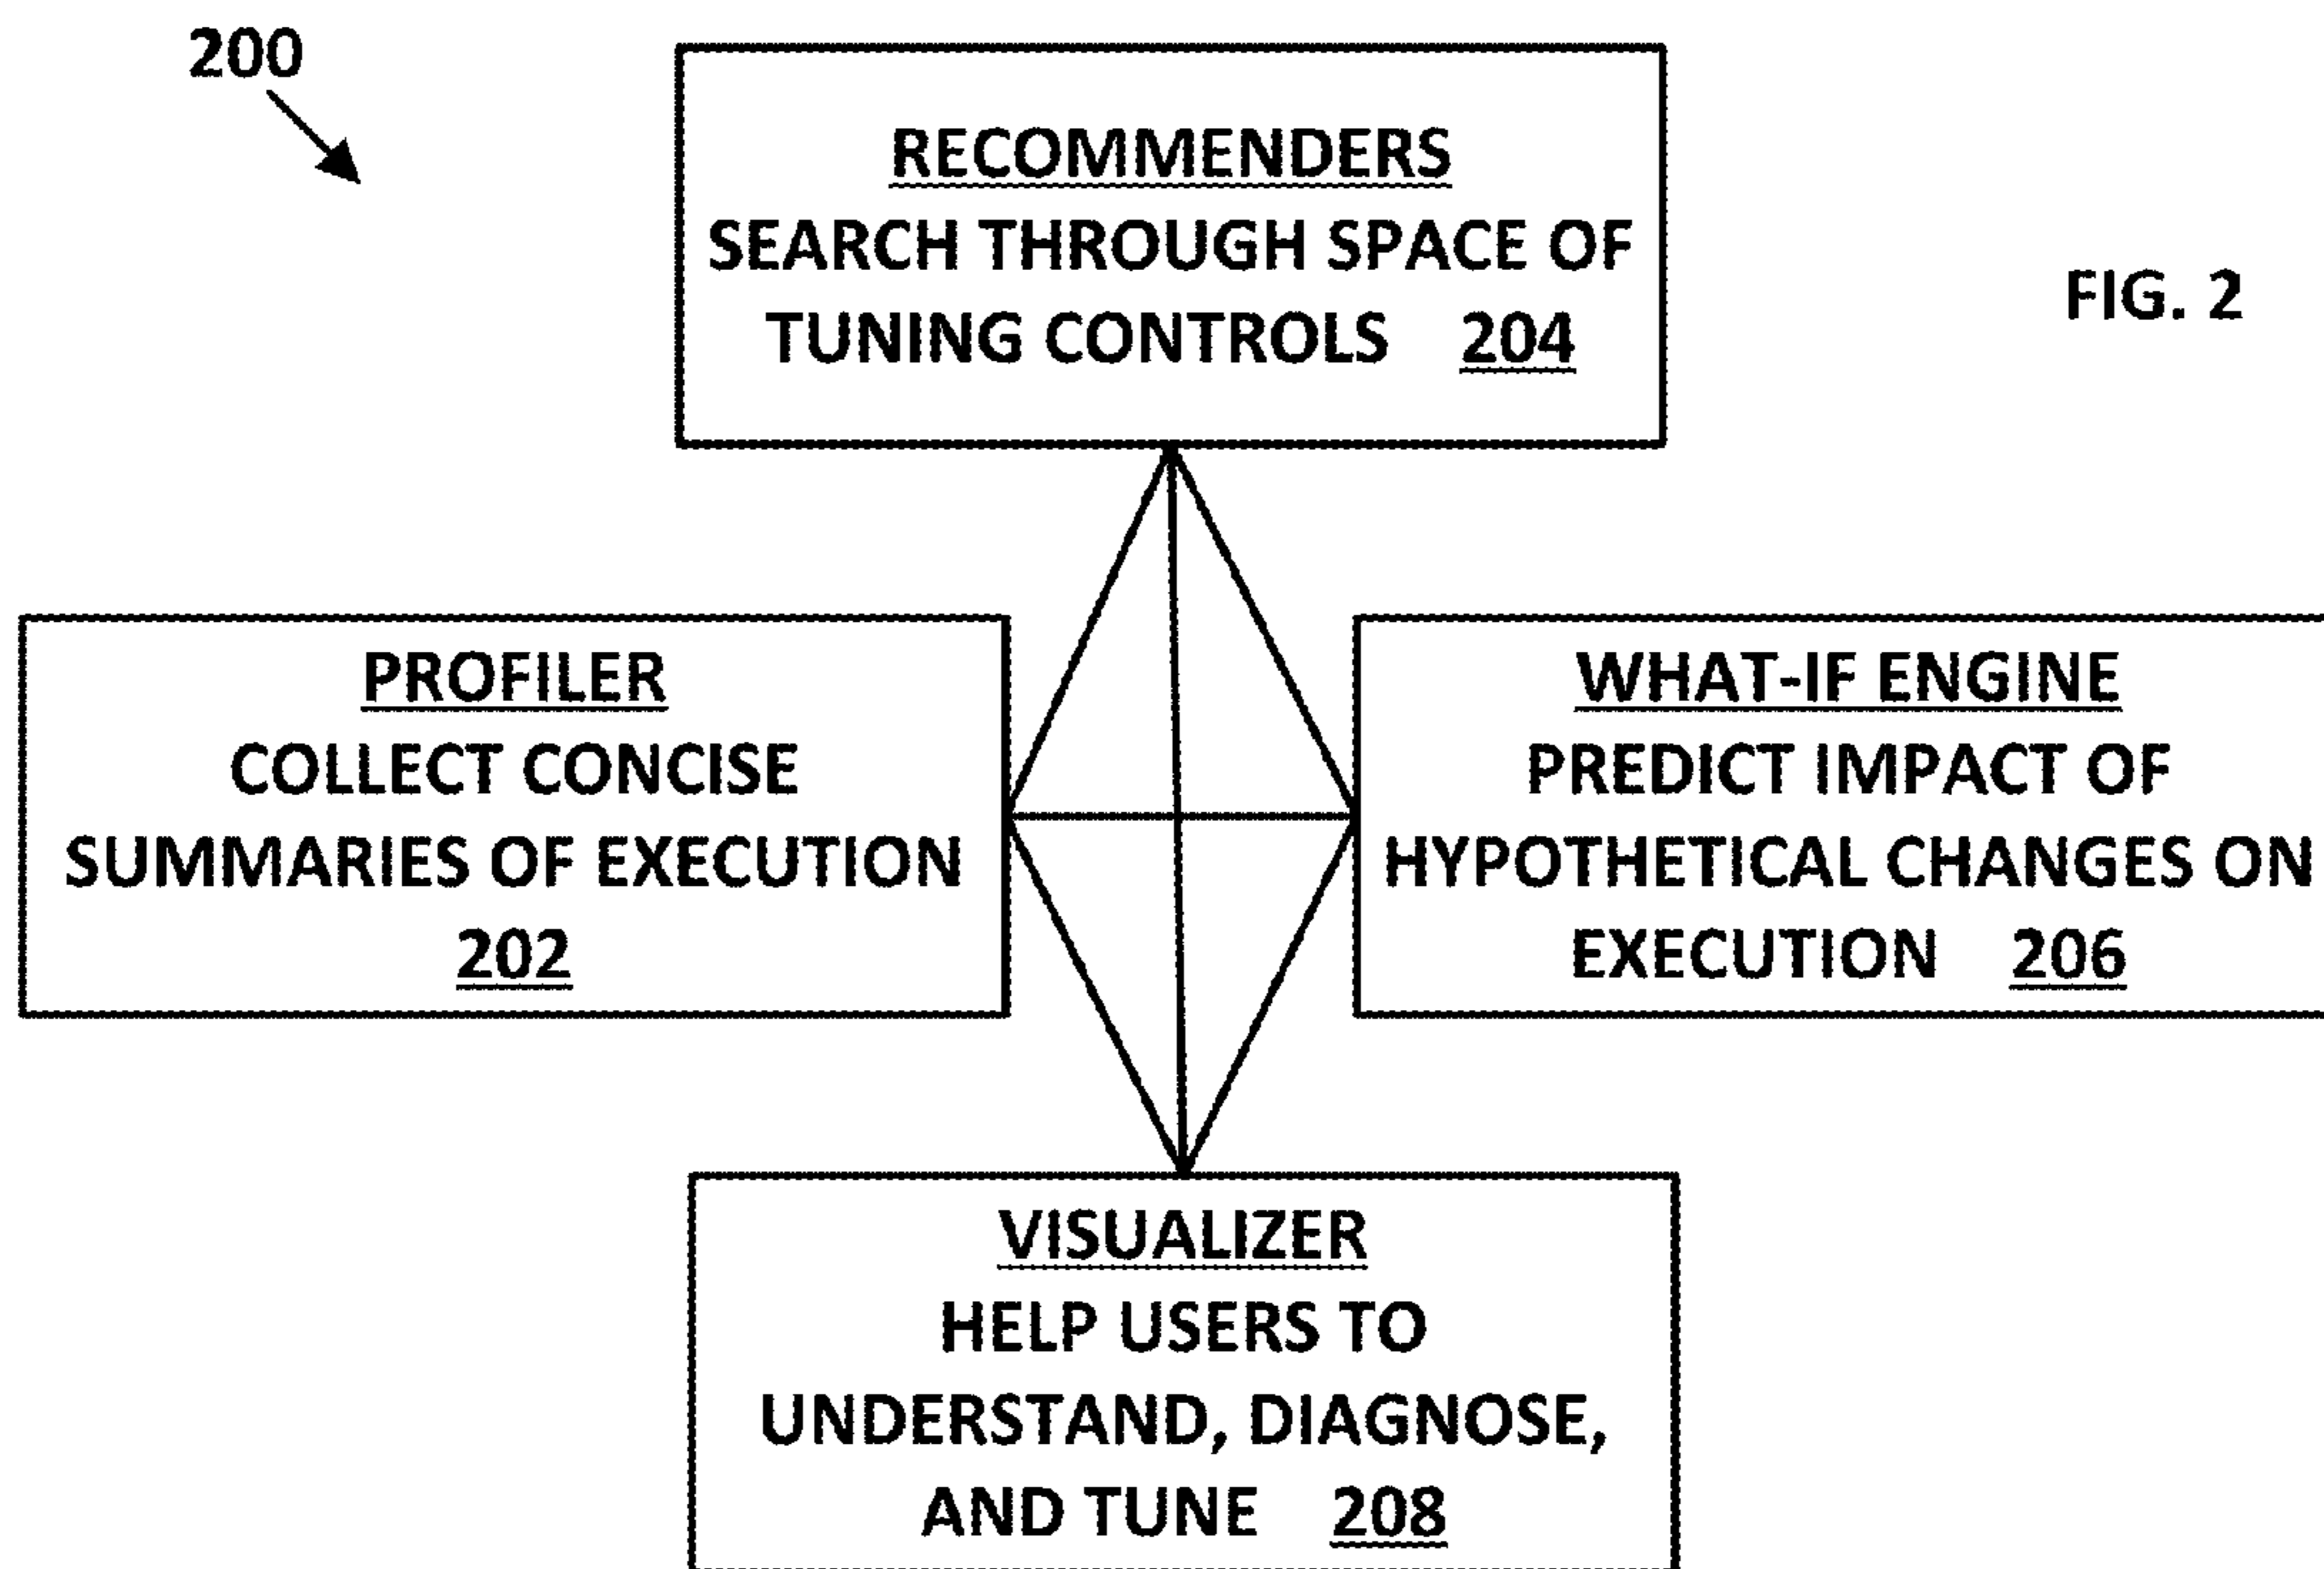 200
RECOMMENDERS
SEARCH THROUGH SPACE OF
TUNING CONTROLS 204
FIG. 2
PROFILER
COLLECT CONCISE
SUMMARIES OF EXECUTION
202
WHAT-IF ENGINE
PREDICT IMPACT OF
HYPOTHETICAL CHANGES ON
EXECUTION 206
VISUALIZER
HELP USERS TO
UNDERSTAND, DIAGNOSE,
AND TUNE 208